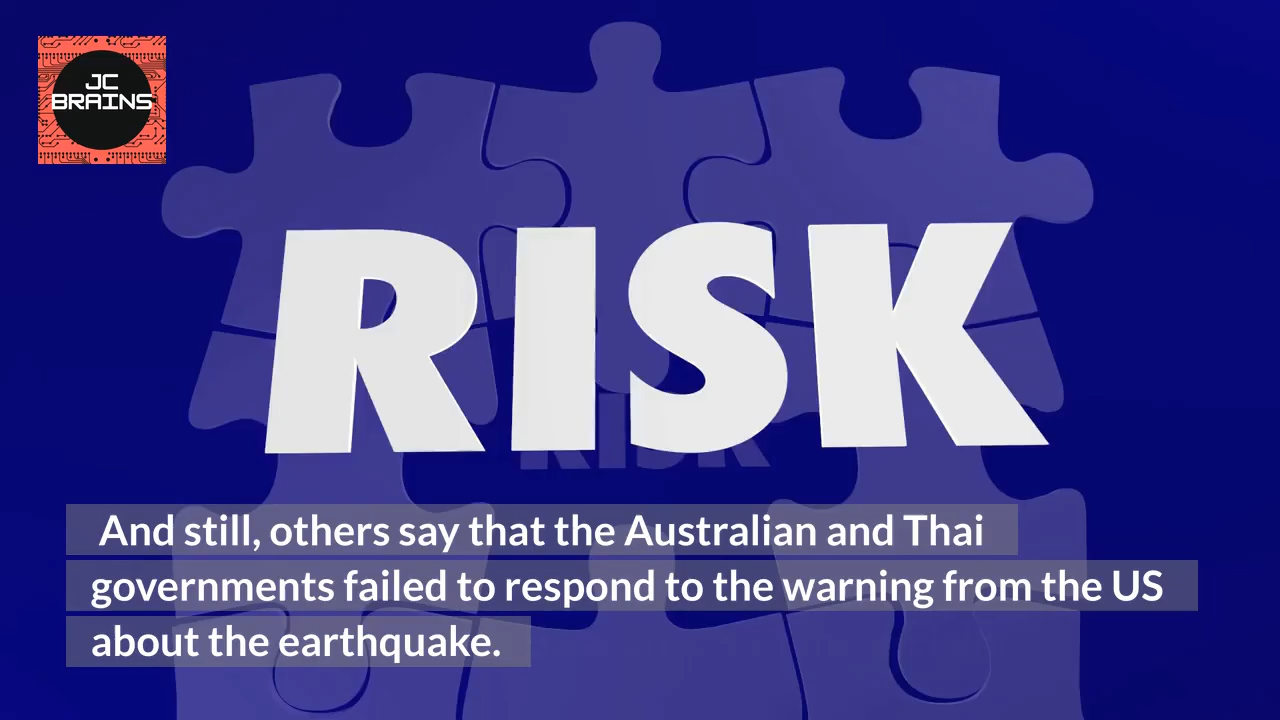 JC
BRAINS
RISK
RISK
And still, others say that the Australian and Thai
governments failed to respond to the warning from the US
about the earthquake.